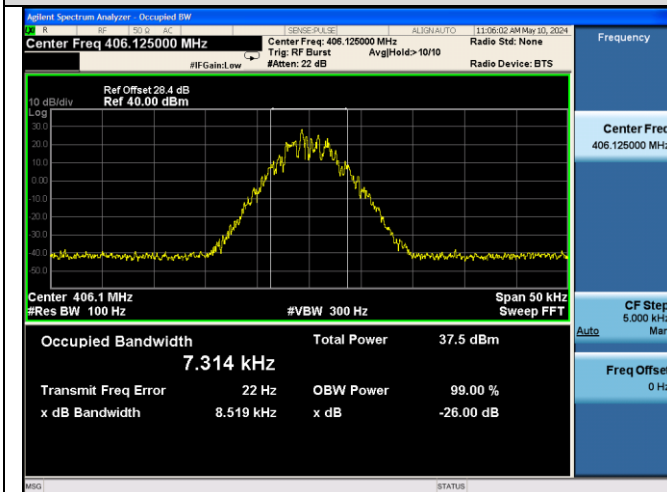 Agilent Spectrum Analyzer - Occupied BW
R RF 50 Ω AC SENSE:PULSE ALIGN AUTO 11:06:02 AM May 10, 2024
Center Freq 406.125000 MHz Center Freq: 406.125000 MHz Radio Std: None Frequency
Trig: RF Burst Avg|Hold:> 10/10
#IFGain:Low #Atten: 22 dB Radio Device: BTS
Ref Offset 28.4 dB
10 dB/div Ref 40.00 dBm
Log
30.0
20.0
10.0
0.00
-10.0
-20.0
-30.0
-40.0
-50.0
Center Freq
406.125000 MHz
Center 406.1 MHz Span 50 kHz
#Res BW 100 Hz #VBW 300 Hz Sweep FFT
CF Step
5.000 kHz
Auto Man
Occupied Bandwidth Total Power 37.5 dBm
7.314 kHz
Transmit Freq Error 22 Hz OBW Power 99.00 %
x dB Bandwidth 8.519 kHz x dB -26.00 dB
Freq Offset
0 Hz
MSG STATUS